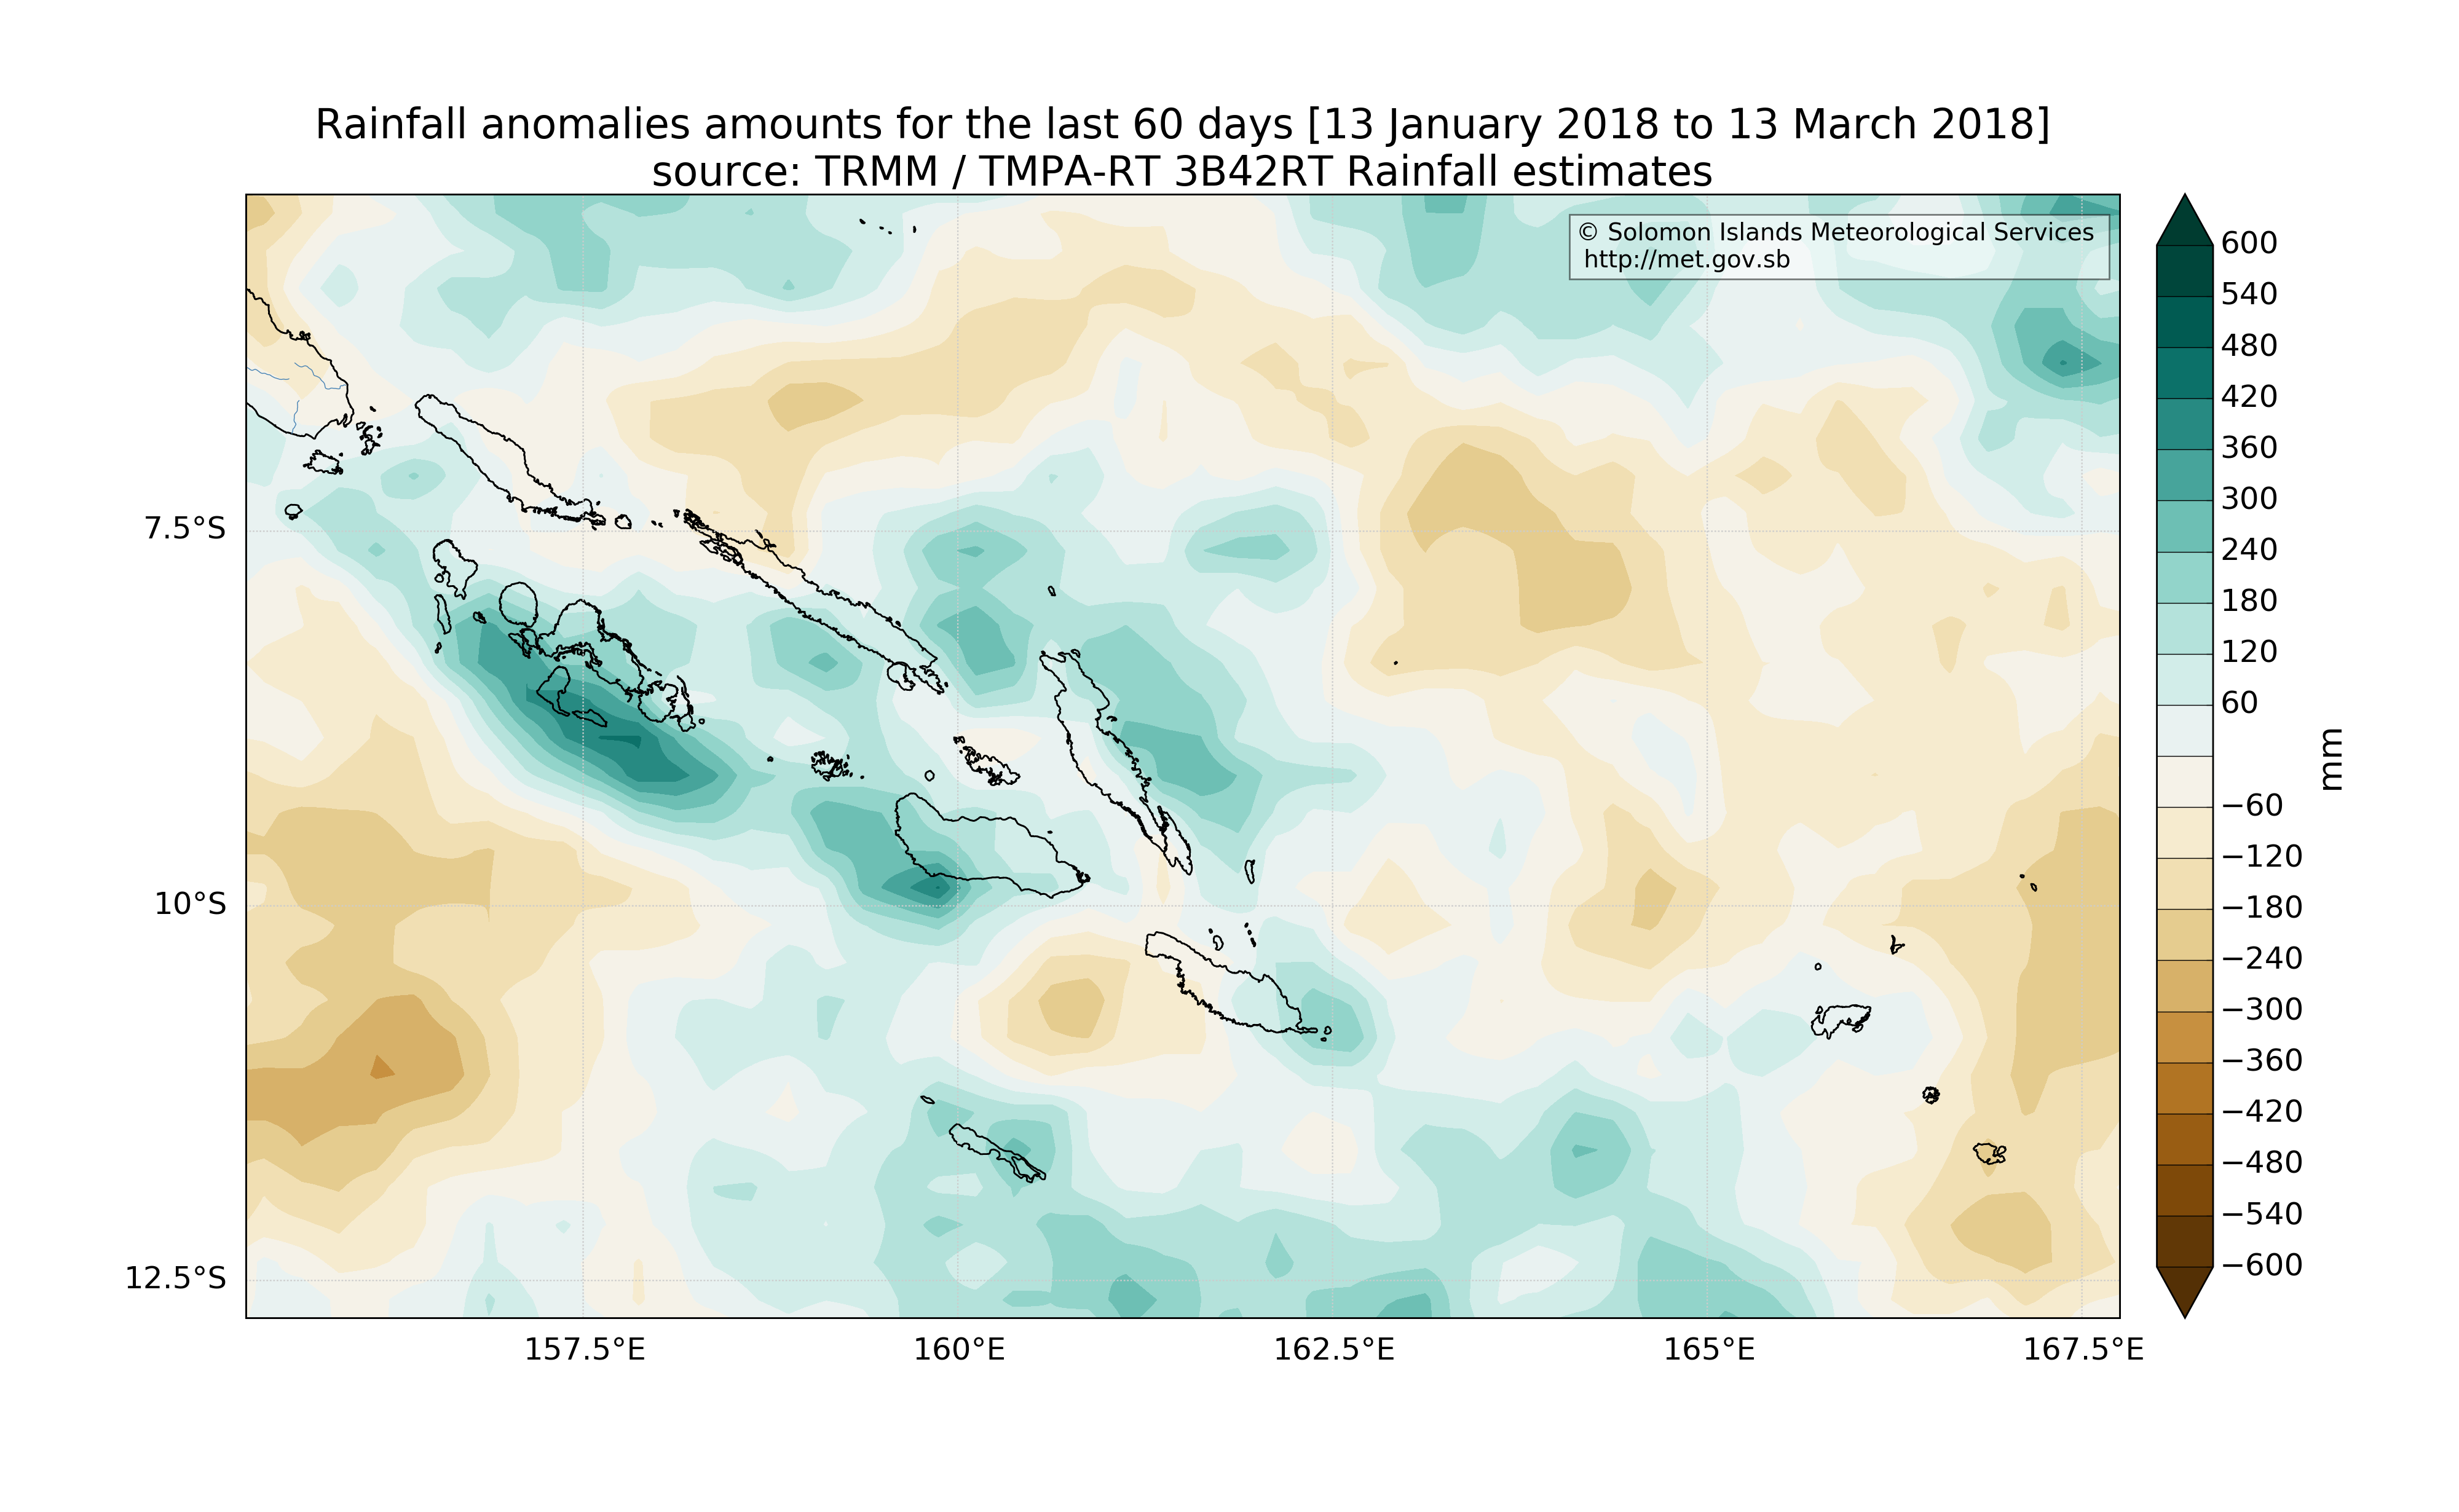 Rainfall anomalies amounts for the last 60 days [13 January 2018 to 13 March 2018]
source: TRMM / TMPA-RT 3B42RT Rainfall estimates
© Solomon Islands Meteorological Services
http://met.gov.sb
7.5°S
10°S
12.5°S
157.5°E
160°E
162.5°E
165°E
167.5°E
600
540
480
420
360
300
240
180
120
60
−60
−120
−180
−240
−300
−360
−420
−480
−540
−600
mm